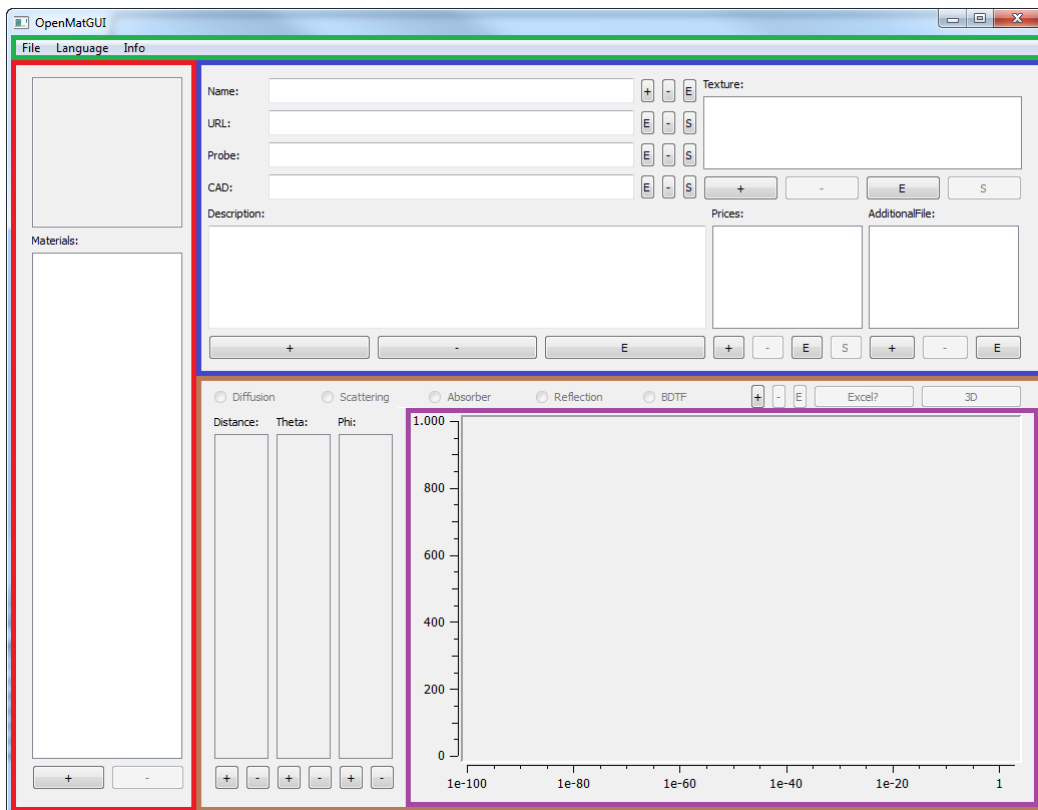 OpenMatGUI
File Language Info
Name: + - E Texture:
URL: E - S
Probe: E - S
CAD: E - S + - E S
Description: Prices: AdditionalFile:
Materials:
+ - E + - E S + - E
Diffusion Scattering Absorber Reflection BDTF + - E Excel? 3D
Distance: Theta: Phi: 1.000
800
600
400
200
0
+ - + - + - + -
1e-100 1e-80 1e-60 1e-40 1e-20 1